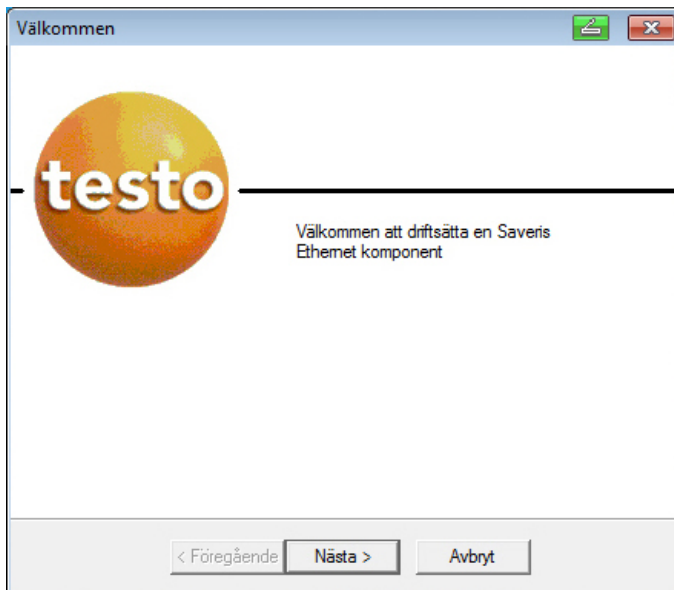 Välkommen
testo
Välkommen att driftsätta en Saveris
Ethernet komponent
< Föregående
Nästa >
Avbryt